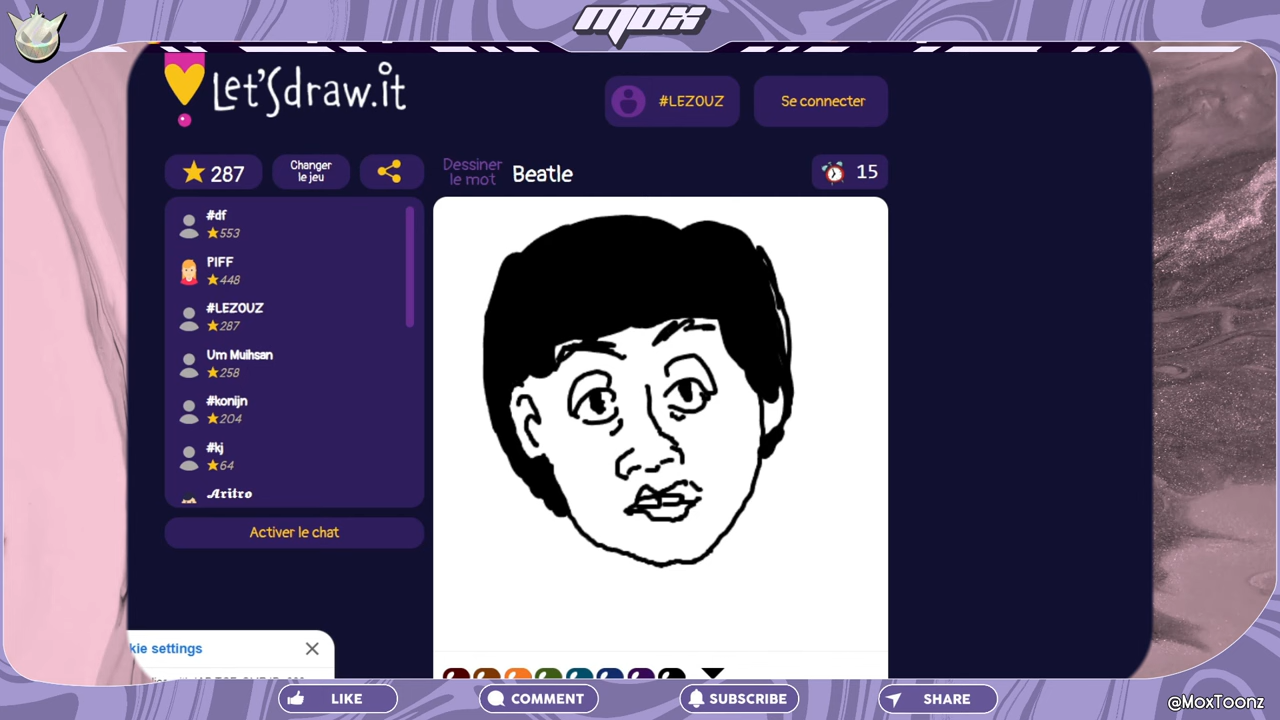 MOX
Let'Sdraw.it
#LEZOUZ
Se connecter
287
Changer
le jeu
Dessiner
le mot
Beatle
15
#df
553
PIFF
448
#LEZOUZ
287
Um Muihsan
258
#konijn
204
#kj
64
Aritro
Activer le chat
kie settings
LIKE
COMMENT
SUBSCRIBE
SHARE
@MoxToonz